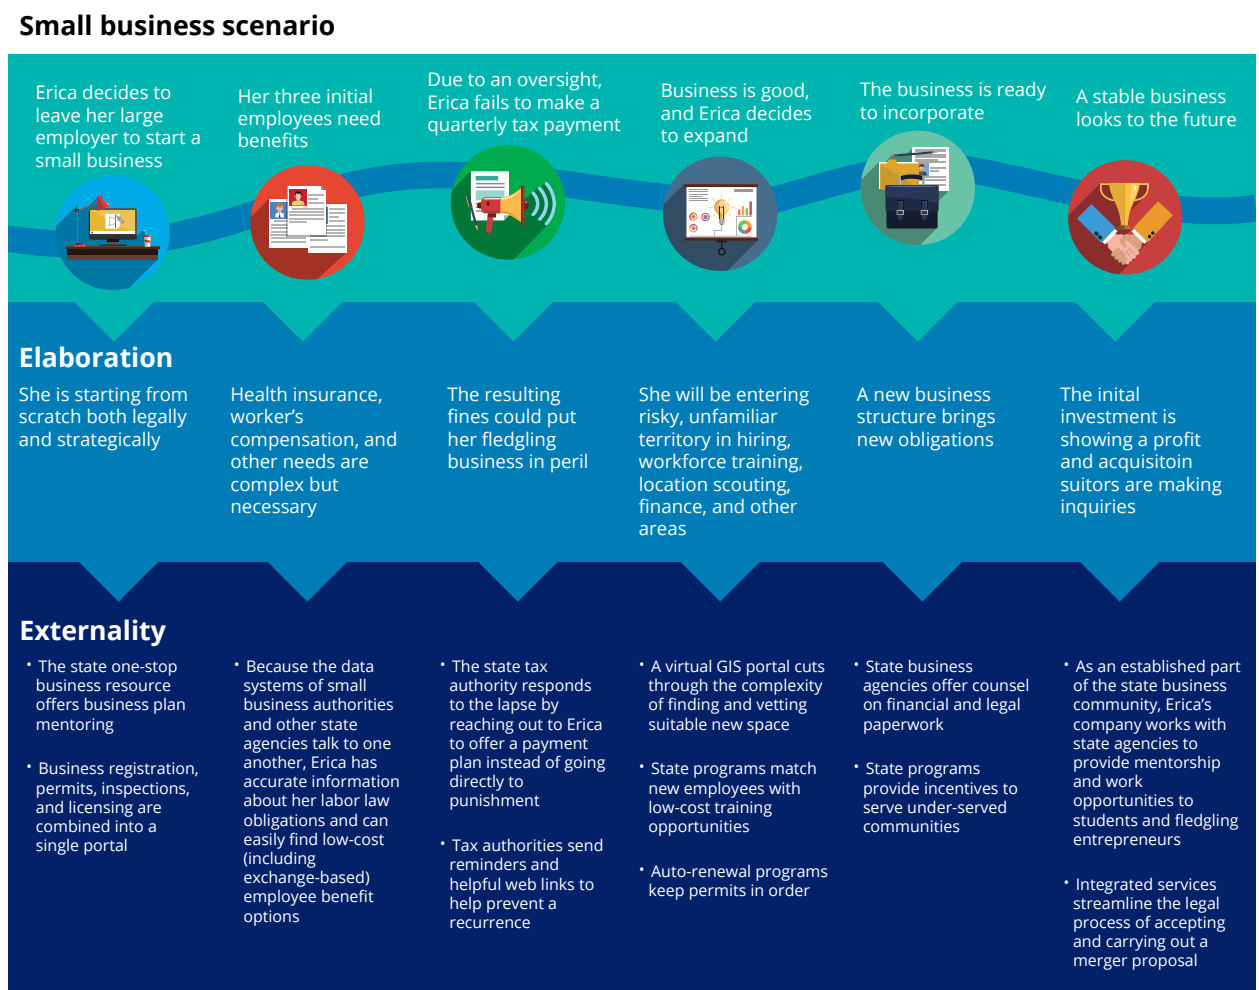 Small business scenario
Erica decides to
leave her large
employer to start a
small business
Her three initial
employees need
benefits
Due to an oversight,
Erica fails to make a
quarterly tax payment
Business is good,
and Erica decides
to expand
The business is ready
to incorporate
A stable business
looks to the future
Elaboration
She is starting from
scratch both legally
and strategically
Health insurance,
worker’s
compensation, and
other needs are
complex but
necessary
The resulting
fines could put
her fledgling
business in peril
She will be entering
risky, unfamiliar
territory in hiring,
workforce training,
location scouting,
finance, and other
areas
A new business
structure brings
new obligations
The inital
investment is
showing a profit
and acquisitoin
suitors are making
inquiries
Externality
• The state one-stop
business resource
offers business plan
mentoring
• Business registration,
permits, inspections,
and licensing are
combined into a
single portal
• Because the data
systems of small
business authorities
and other state
agencies talk to one
another, Erica has
accurate information
about her labor law
obligations and can
easily find low-cost
(including
exchange-based)
employee benefit
options
• The state tax
authority responds
to the lapse by
reaching out to Erica
to offer a payment
plan instead of going
directly to
punishment
• Tax authorities send
reminders and
helpful web links to
help prevent a
recurrence
• A virtual GIS portal cuts
through the complexity
of finding and vetting
suitable new space
• State programs match
new employees with
low-cost training
opportunities
• Auto-renewal programs
keep permits in order
• State business
agencies offer counsel
on financial and legal
paperwork
• State programs
provide incentives to
serve under-served
communities
• As an established part
of the state business
community, Erica’s
company works with
state agencies to
provide mentorship
and work
opportunities to
students and fledgling
entrepreneurs
• Integrated services
streamline the legal
process of accepting
and carrying out a
merger proposal